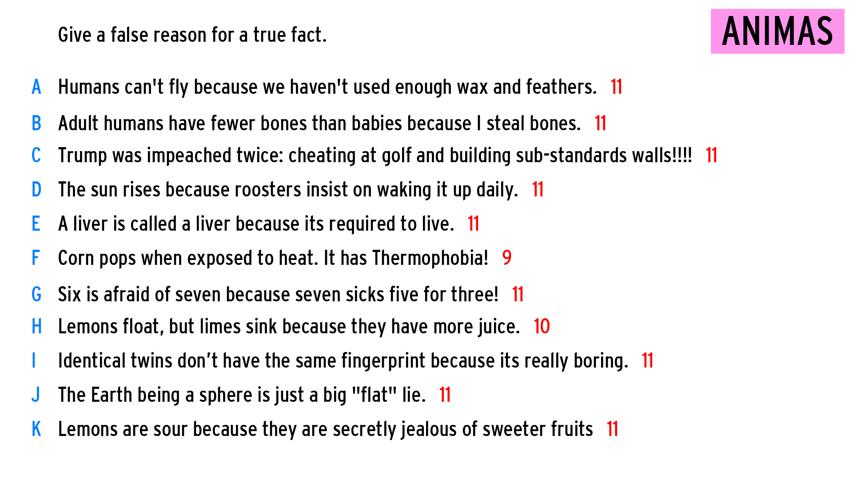 Give a false reason for a true fact.
ANIMAS
A Humans can't fly because we haven't used enough wax and feathers. 11
B Adult humans have fewer bones than babies because I steal bones. 11
C Trump was impeached twice: cheating at golf and building sub-standards walls!!!! 11
D The sun rises because roosters insist on waking it up daily. 11
E A liver is called a liver because its required to live. 11
F Corn pops when exposed to heat. It has Thermophobia! 9
G Six is afraid of seven because seven sicks five for three! 11
H Lemons float, but limes sink because they have more juice. 10
I Identical twins don’t have the same fingerprint because its really boring. 11
J The Earth being a sphere is just a big "flat" lie. 11
K Lemons are sour because they are secretly jealous of sweeter fruits 11